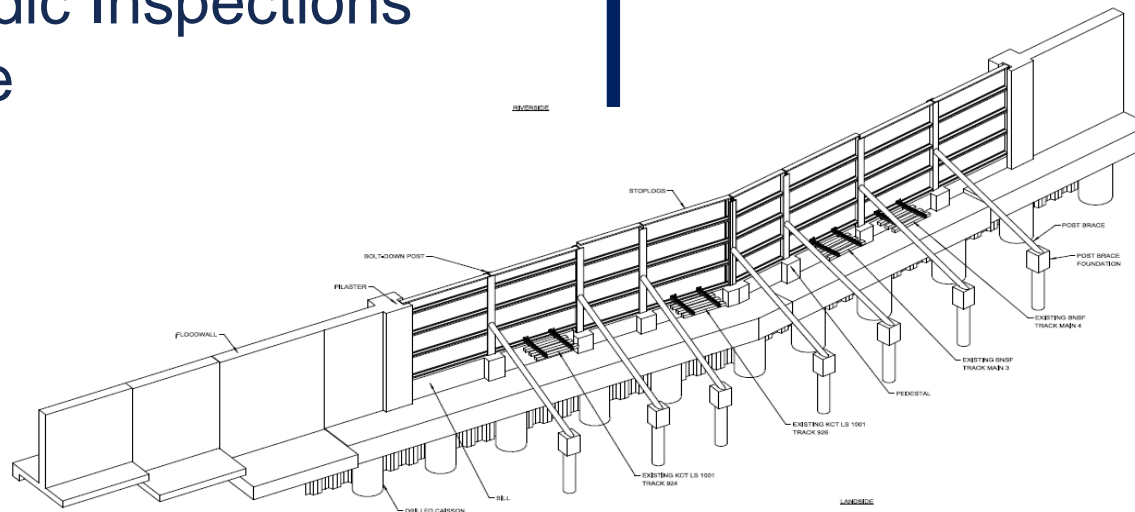 dic Inspections
e
RIVERSIDE
STOPLOGS
BOLT-DOWN POST
PILASTER
FLOODWALL
POST BRACE
POST BRACE
FOUNDATION
EXISTING BNSF
TRACK MAIN 4
EXISTING BNSF
TRACK MAIN 3
PEDESTAL
EXISTING KCT LS 1001
TRACK 926
EXISTING KCT LS 1001
TRACK 924
SILL
LANDSIDE
DRILLED CAISSON